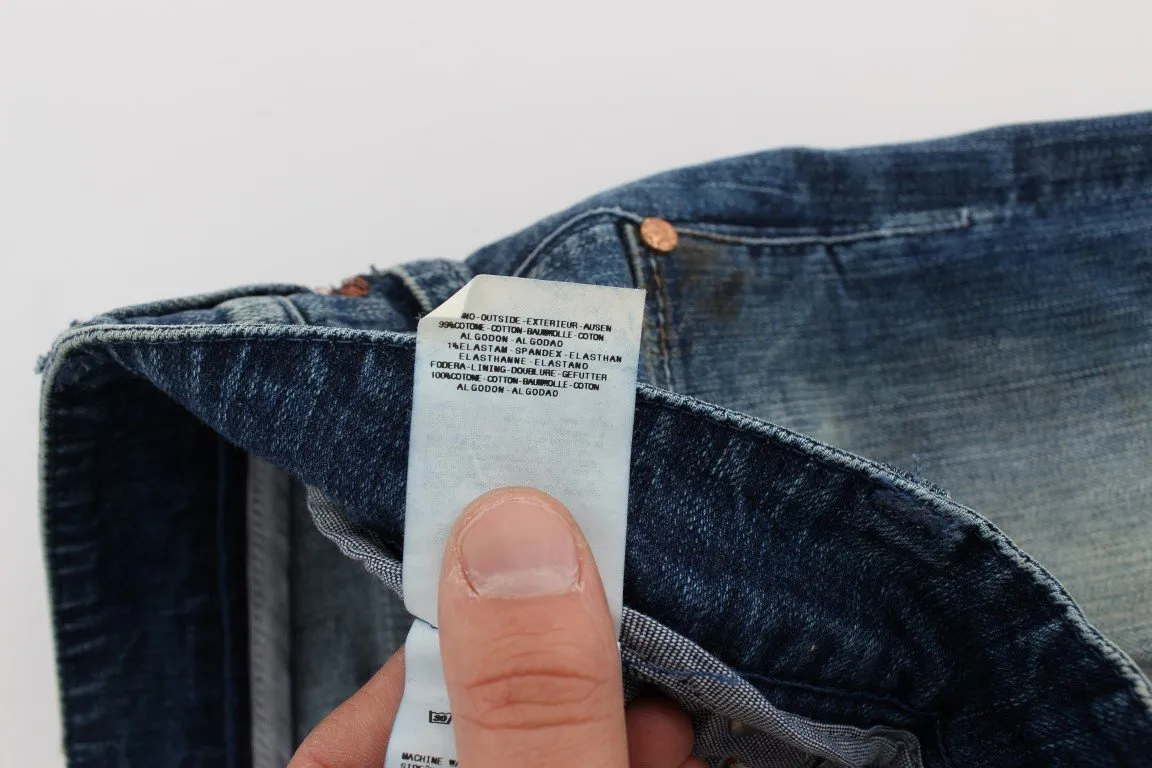 NO-OUTSIDE-EXTERIEUR-AUSEN
99%COTONE-COTTON-BAUMWOLLE-COTON
ALGODON-ALGODAO
1%ELASTAM-SPANDEX-ELASTHAN
ELASTHANNE-ELASTANO
FODERA-LINING-DOUBLURE-GEFUTTER
100%COTONE-COTTON-BAUMWOLLE-COTON
ALGODON-ALGODAO
30
MACHINE